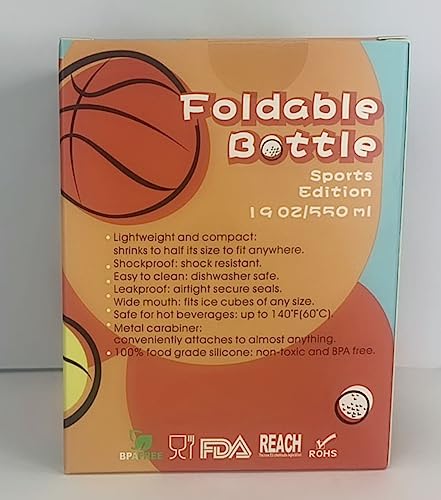 Foldable
Bottle
Sports
Edition
19 OZ/550 ml
• Lightweight and compact:
shrinks to half its size to fit anywhere.
• Shockproof: shock resistant.
Easy to clean: dishwasher safe.
• Leakproof: airtight secure seals.
• Wide mouth: fits ice cubes of any size.
• Safe for hot beverages: up to 140°F(60°C).
• Metal carabiner:
conveniently attaches to almost anything.
• 100% food grade silicone: non-toxic and BPA free.
BPA FREE FDA REACH ROHS